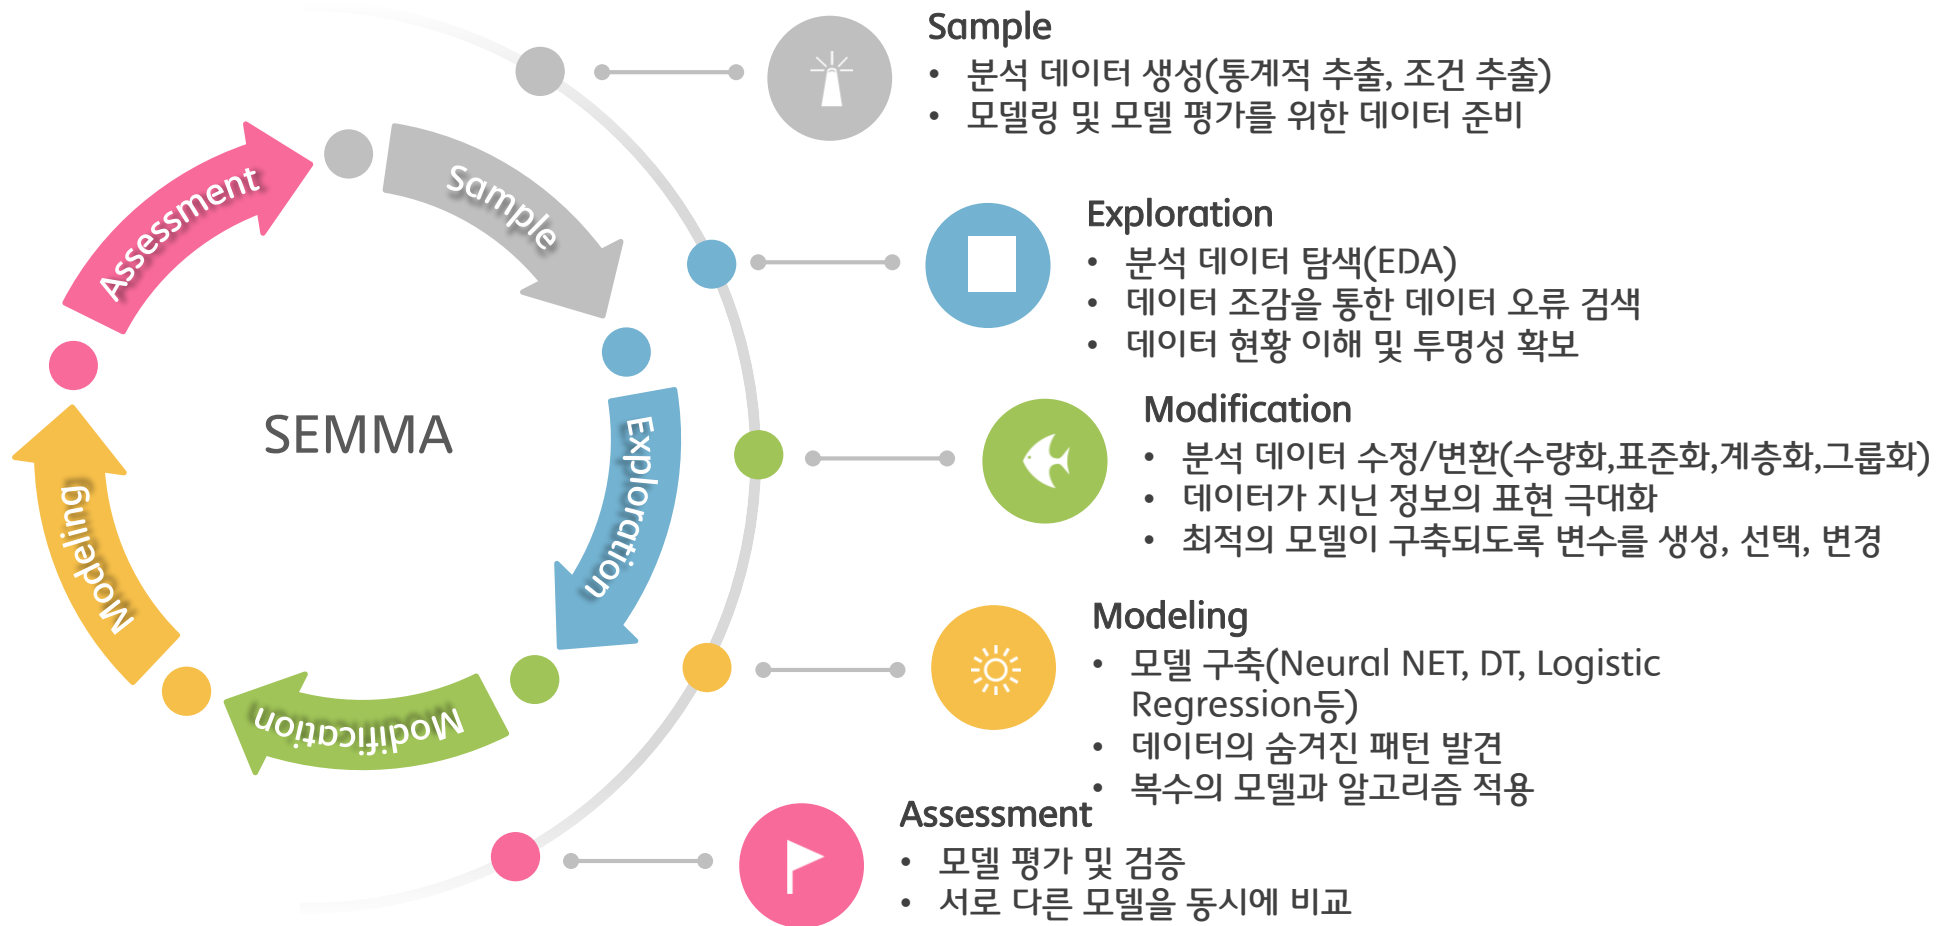 Sample
• 분석 데이터 생성(통계적 추출, 조건 추출)
• 모델링 및 모델 평가를 위한 데이터 준비
Exploration
• 분석 데이터 탐색(EDA)
• 데이터 조감을 통한 데이터 오류 검색
• 데이터 현황 이해 및 투명성 확보
Modification
• 분석 데이터 수정/변환(수량화,표준화,계층화,그룹화)
• 데이터가 지닌 정보의 표현 극대화
• 최적의 모델이 구축되도록 변수를 생성, 선택, 변경
Modeling
• 모델 구축(Neural NET, DT, Logistic
Regression등)
• 데이터의 숨겨진 패턴 발견
• 복수의 모델과 알고리즘 적용
Assessment
• 모델 평가 및 검증
• 서로 다른 모델을 동시에 비교
SEMMA
Sample
Exploration
Modification
Modeling
Assessment